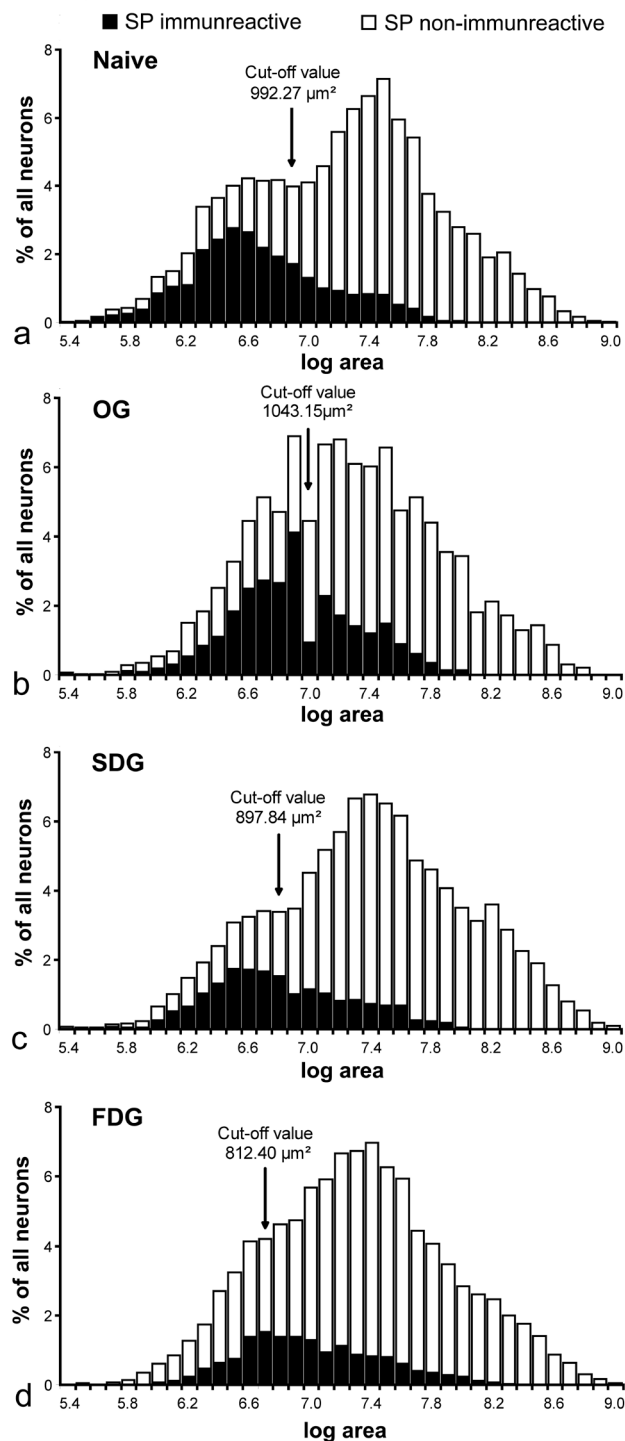 SP immunreactive SP non-immunreactive
Naive
Cut-off value
992.27 µm²
% of all neurons
8
6
4
2
0
5.4 5.8 6.2 6.6 7.0 7.4 7.8 8.2 8.6 9.0
log area
a
OG
Cut-off value
1043.15µm²
% of all neurons
8
6
4
2
0
5.4 5.8 6.2 6.6 7.0 7.4 7.8 8.2 8.6 9.0
log area
b
SDG
Cut-off value
897.84 µm²
% of all neurons
8
6
4
2
0
5.4 5.8 6.2 6.6 7.0 7.4 7.8 8.2 8.6 9.0
log area
c
FDG
Cut-off value
812.40 µm²
% of all neurons
8
6
4
2
0
5.4 5.8 6.2 6.6 7.0 7.4 7.8 8.2 8.6 9.0
log area
d